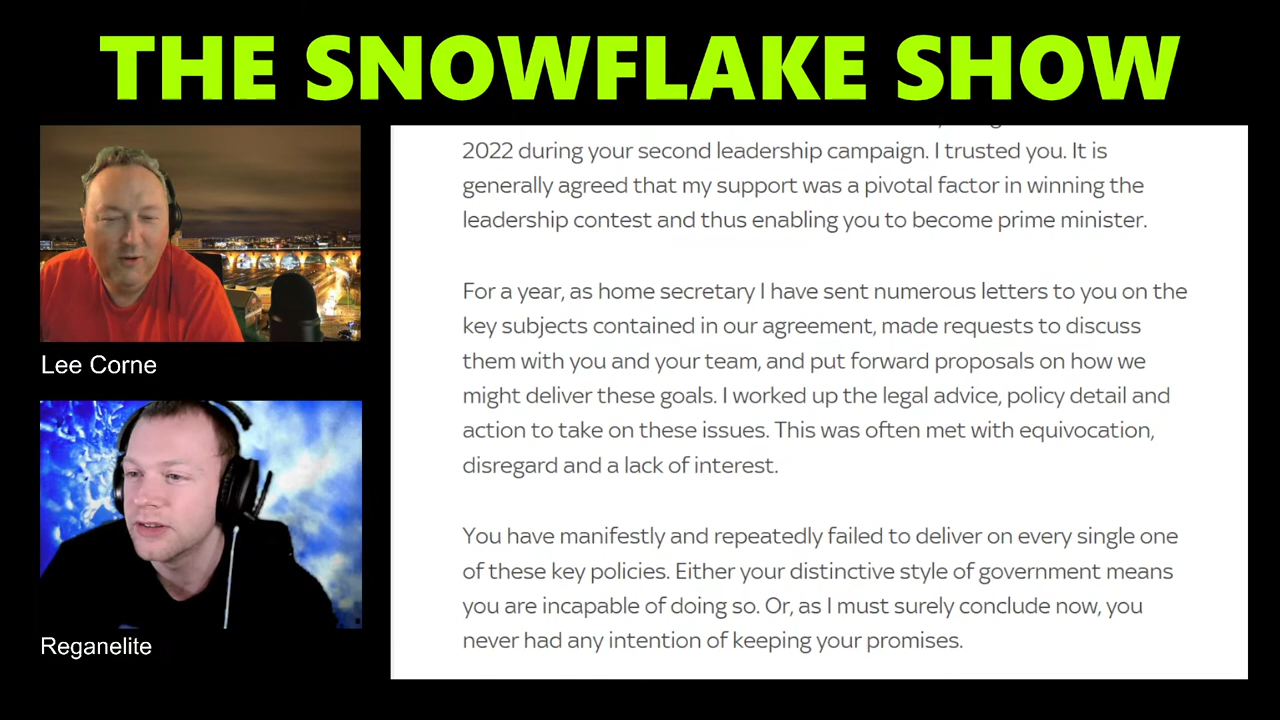 THE SNOWFLAKE SHOW
Lee Corne
Reganelite
2022 during your second leadership campaign. I trusted you. It is
generally agreed that my support was a pivotal factor in winning the
leadership contest and thus enabling you to become prime minister.
For a year, as home secretary I have sent numerous letters to you on the
key subjects contained in our agreement, made requests to discuss
them with you and your team, and put forward proposals on how we
might deliver these goals. I worked up the legal advice, policy detail and
action to take on these issues. This was often met with equivocation,
disregard and a lack of interest.
You have manifestly and repeatedly failed to deliver on every single one
of these key policies. Either your distinctive style of government means
you are incapable of doing so. Or, as I must surely conclude now, you
never had any intention of keeping your promises.